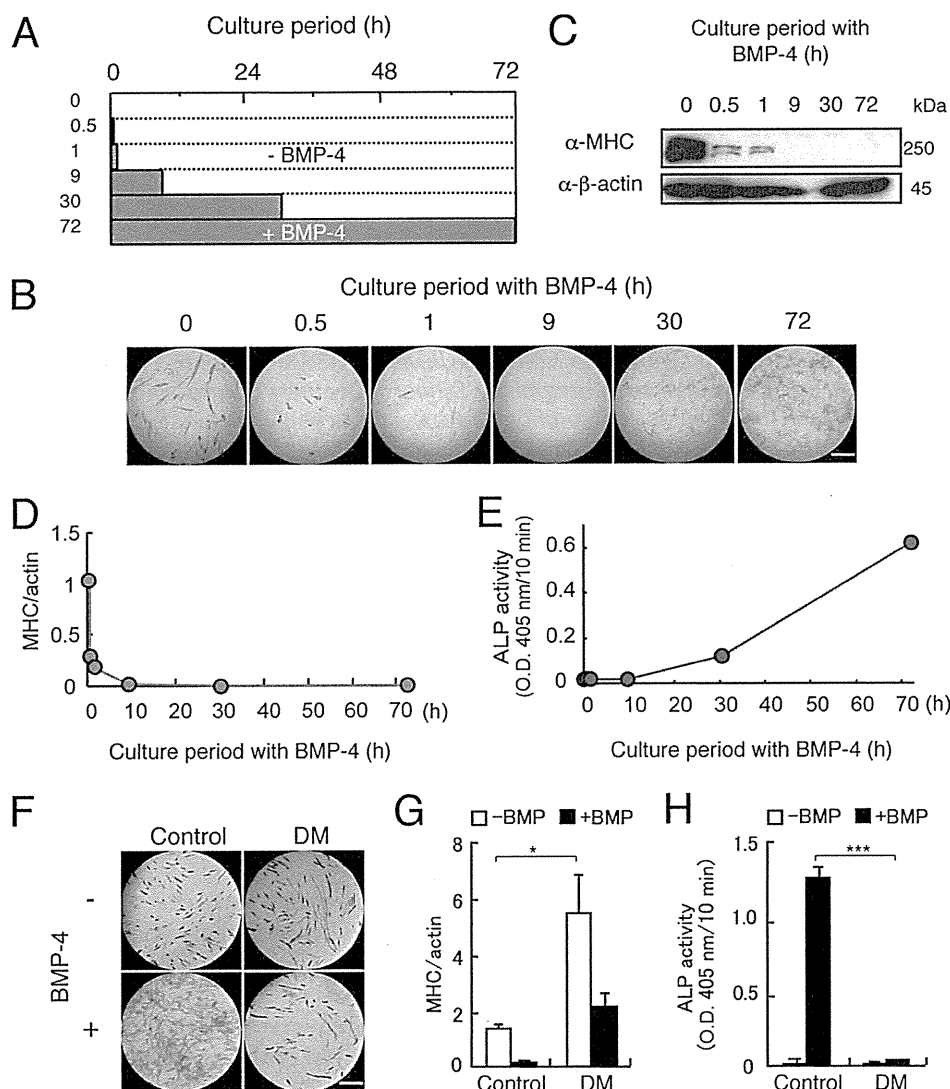 A
Culture period (h)
0 24 48 72
0
0.5
1
9
30
72
- BMP-4
+ BMP-4
C
Culture period with
BMP-4 (h)
0 0.5 1 9 30 72 kDa
α-MHC 250
α-β-actin 45
B
Culture period with BMP-4 (h)
0 0.5 1 9 30 72
D
MHC/actin
1.5
1
0.5
0
0 10 20 30 40 50 60 70 (h)
Culture period with BMP-4 (h)
E
ALP activity
(O.D. 405 nm/10 min)
0.6
0.4
0.2
0
0 10 20 30 40 50 60 70 (h)
Culture period with BMP-4 (h)
F
Control DM
BMP-4
-
+
G
−BMP +BMP
MHC/actin
8
6
4
2
0
*
Control DM
H
−BMP +BMP
ALP activity
(O.D. 405 nm/10 min)
1.5
1.0
0.5
0
***
Control DM